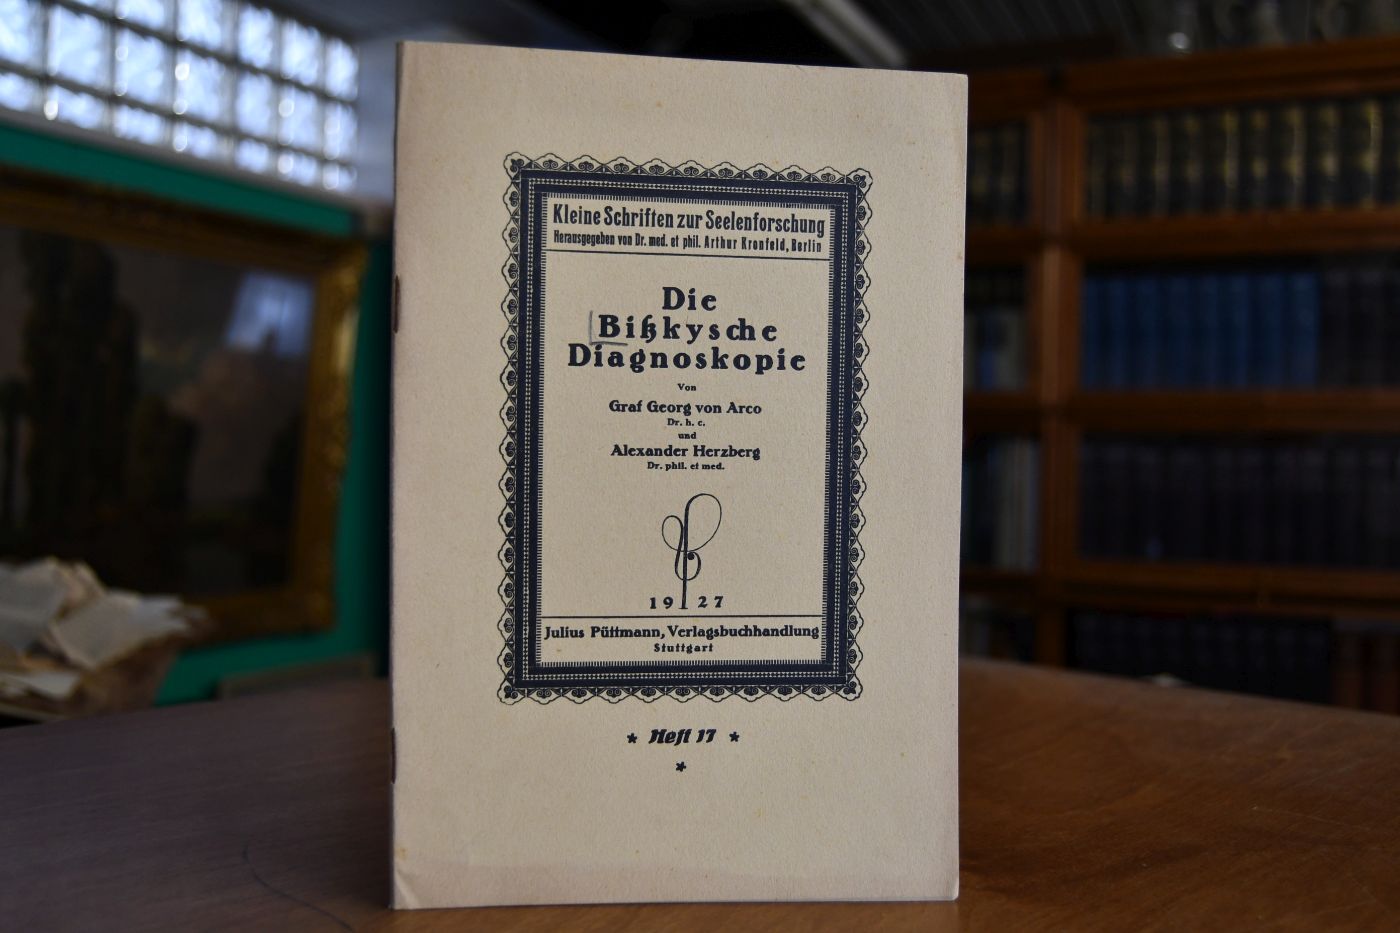 Kleine Schriften zur Seelenforschung
Herausgegeben von Dr. med. et phil. Arthur Kronfeld, Berlin
Die
Bißkysche
Diagnoskopie
Von
Graf Georg von Arco
Dr. h. c.
und
Alexander Herzberg
Dr. phil. et med.
1927
Julius Püttmann, Verlagsbuchhandlung
Stuttgart
* Heft 17 *
*